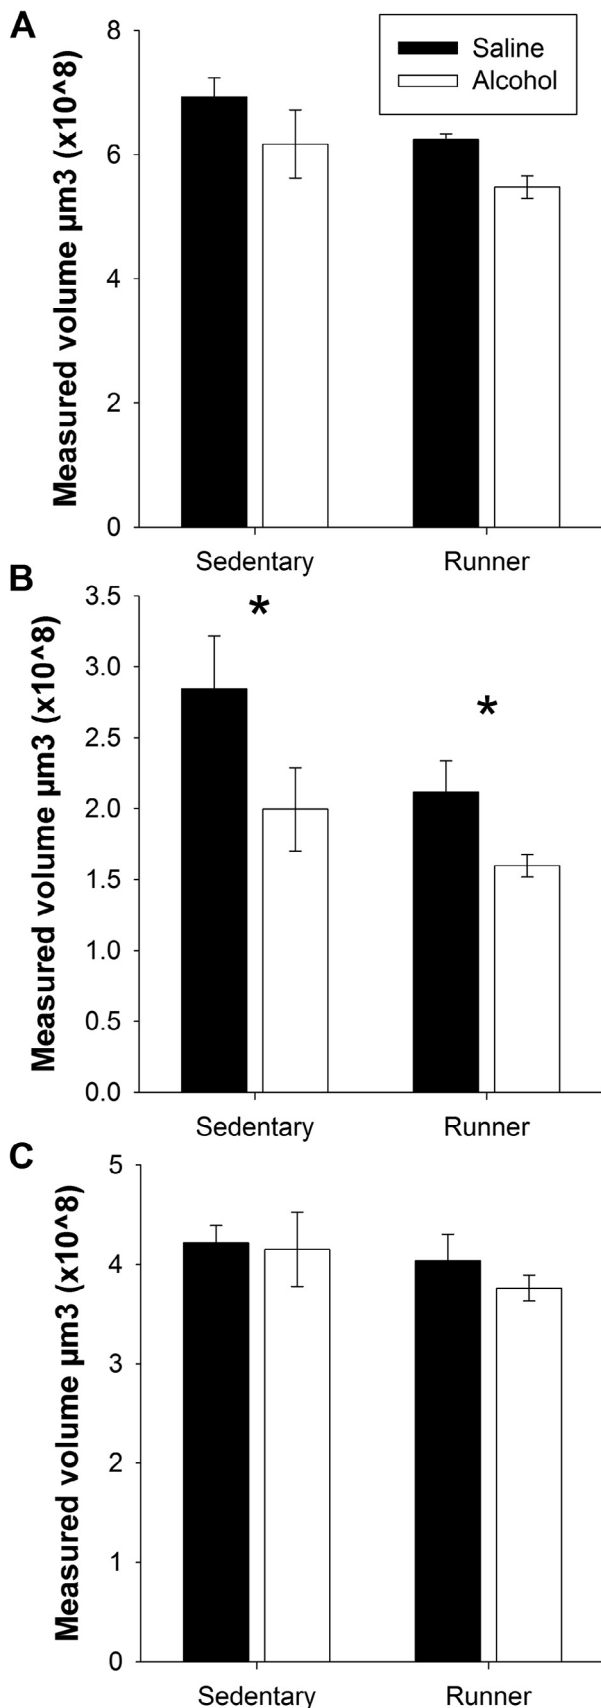 A
Measured volume µm3 (x10^8)
8
6
4
2
0
Saline
Alcohol
Sedentary
Runner
B
Measured volume µm3 (x10^8)
3.5
3.0
2.5
2.0
1.5
1.0
0.5
0.0
*
*
Sedentary
Runner
C
Measured volume µm3 (x10^8)
5
4
3
2
1
0
Sedentary
Runner